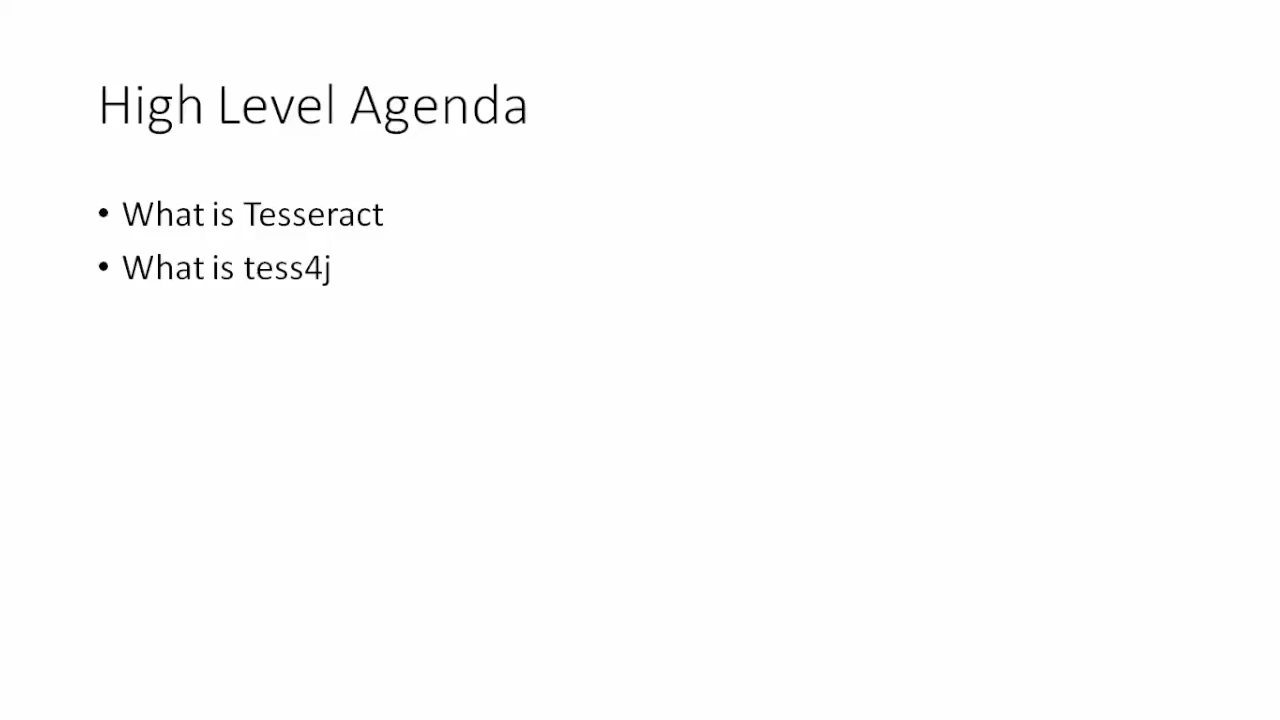 High Level Agenda
• What is Tesseract
• What is tess4j